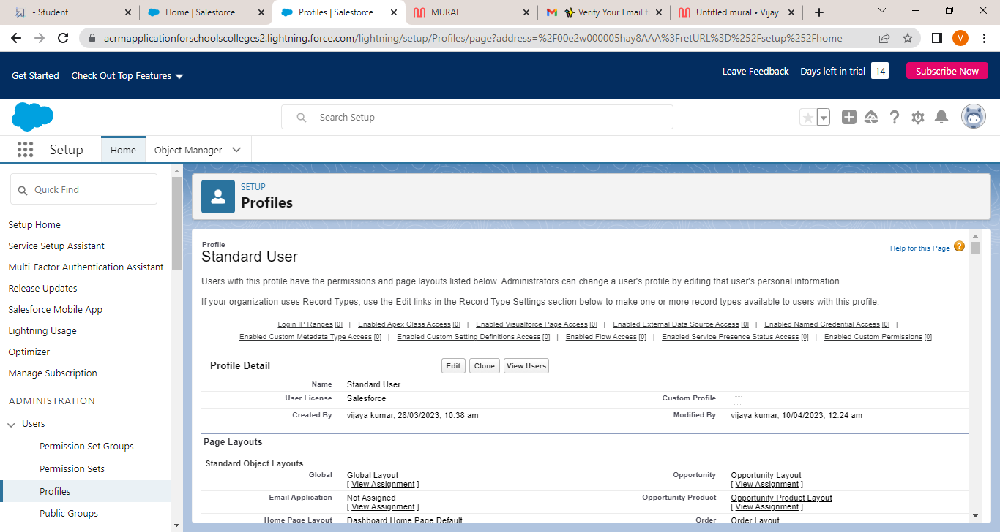 - Student
Home | Salesforce
Profiles | Salesforce
MURAL
Verify Your Email t
Untitled mural • Vijay
acrmapplicationforschoolscolleges2.lightning.force.com/lightning/setup/Profiles/page?address=%2F00e2w000005hay8AAA%3FretURL%3D%252Fsetup%252Fhome
V
Get Started
Check Out Top Features
Leave Feedback
Days left in trial
14
Subscribe Now
Search Setup
Setup
Home
Object Manager
Quick Find
Setup Home
Service Setup Assistant
Multi-Factor Authentication Assistant
Release Updates
Salesforce Mobile App
Lightning Usage
Optimizer
Manage Subscription
ADMINISTRATION
Users
Permission Set Groups
Permission Sets
Profiles
Public Groups
SETUP
Profiles
Profile
Standard User
Help for this Page
Users with this profile have the permissions and page layouts listed below. Administrators can change a user's profile by editing that user's personal information.
If your organization uses Record Types, use the Edit links in the Record Type Settings section below to make one or more record types available to users with this profile.
Login IP Ranges [0] | Enabled Apex Class Access [0] | Enabled Visualforce Page Access [0] | Enabled External Data Source Access [0] | Enabled Named Credential Access [0] |
Enabled Custom Metadata Type Access [0] | Enabled Custom Setting Definitions Access [0] | Enabled Flow Access [0] | Enabled Service Presence Status Access [0] | Enabled Custom Permissions [0]
Profile Detail
Edit
Clone
View Users
Name Standard User
User License Salesforce
Custom Profile
Created By vijaya kumar, 28/03/2023, 10:38 am
Modified By vijaya kumar, 10/04/2023, 12:24 am
Page Layouts
Standard Object Layouts
Global Global Layout
[ View Assignment ]
Opportunity Opportunity Layout
[ View Assignment ]
Email Application Not Assigned
[ View Assignment ]
Opportunity Product Opportunity Product Layout
[ View Assignment ]
Home Page Layout Dashboard Home Page Default
Order Order Layout